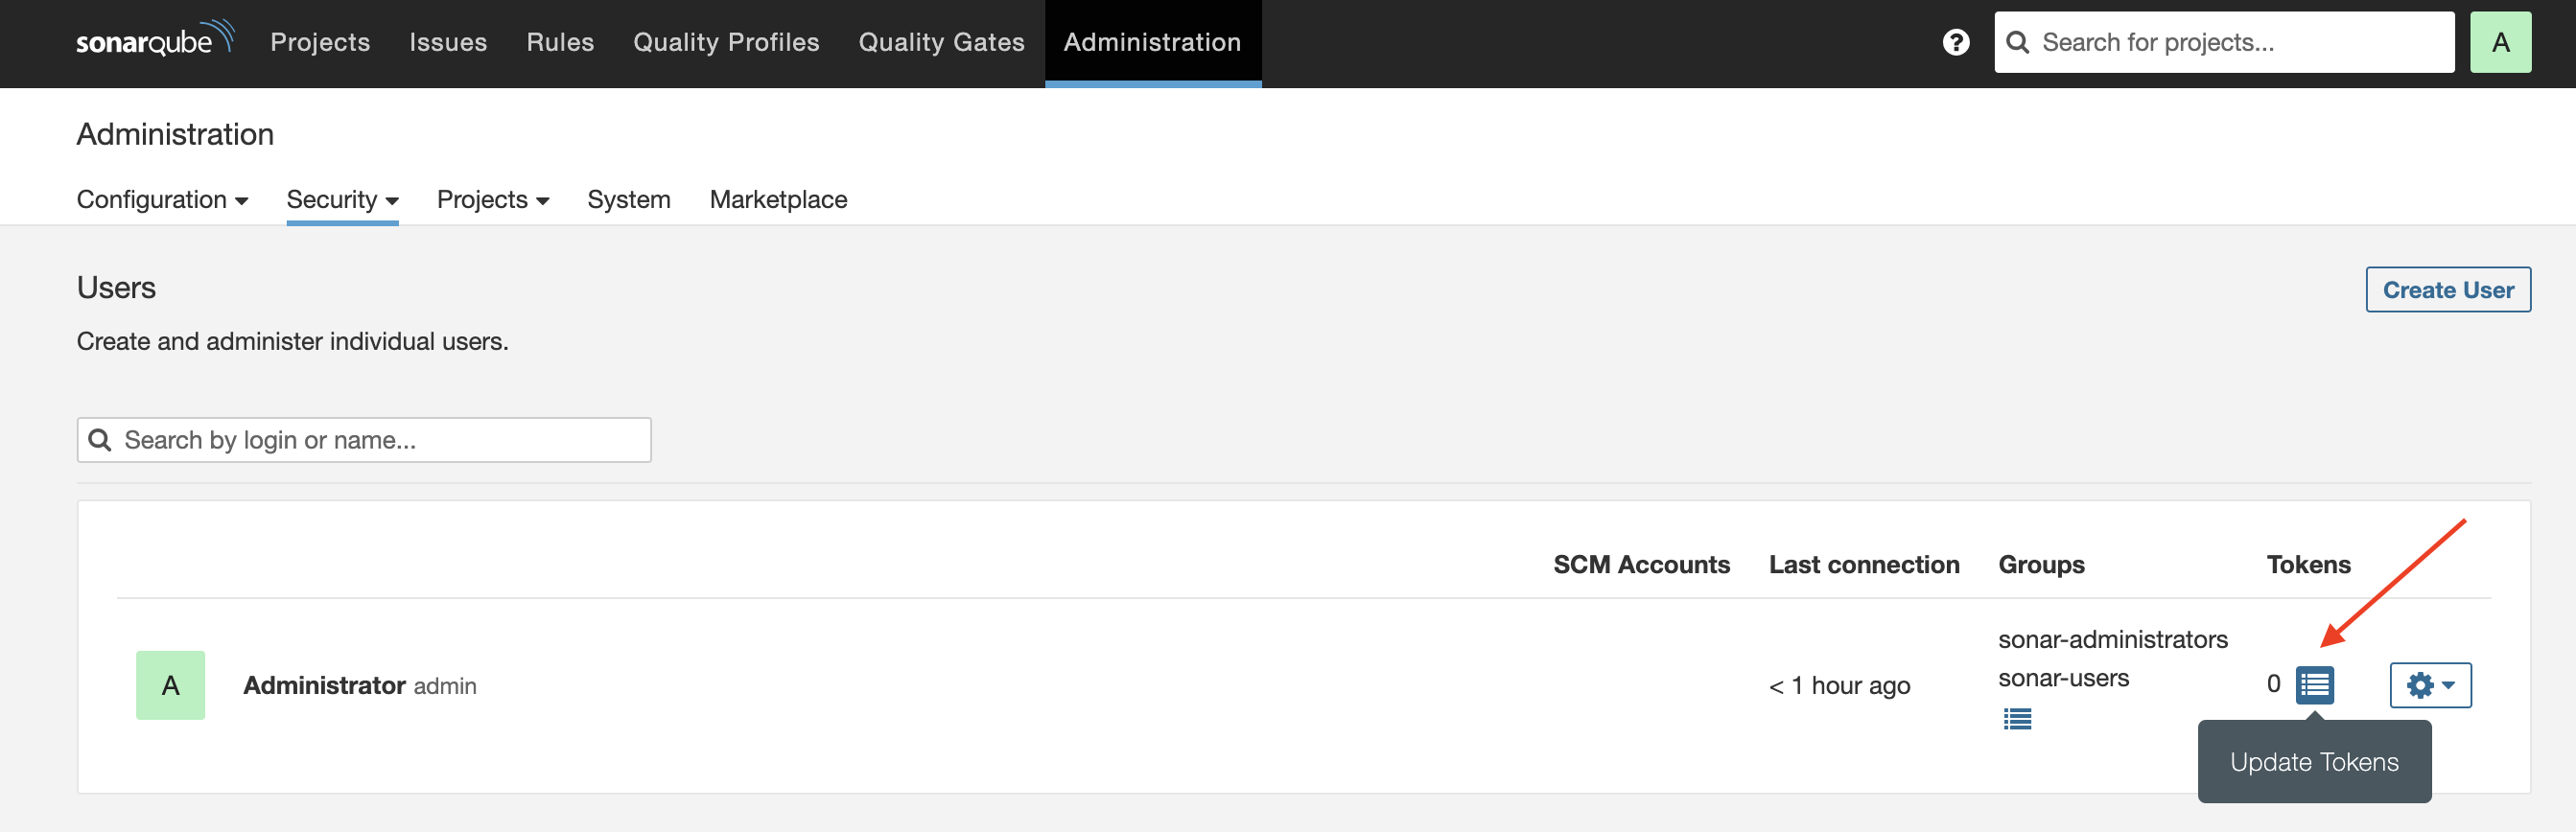 sonarqube Projects Issues Rules Quality Profiles Quality Gates Administration ? Search for projects... A
Administration
Configuration Security Projects System Marketplace
Users
Create User
Create and administer individual users.
Search by login or name...
SCM Accounts Last connection Groups Tokens
A Administrator admin < 1 hour ago sonar-administrators 0
sonar-users
Update Tokens